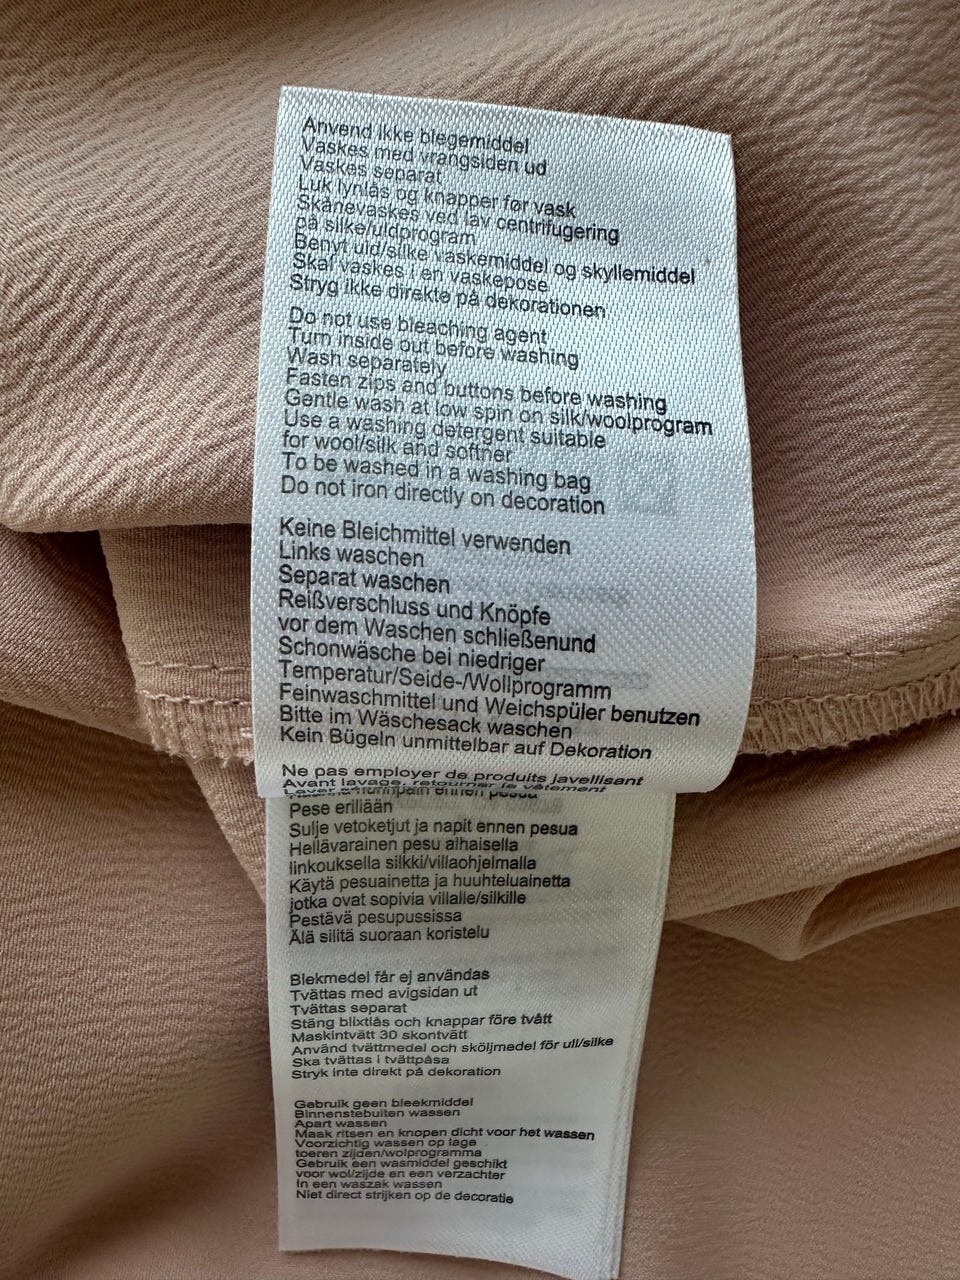 Anvend ikke blegemiddel
Vaskes med vrangsiden ud
Vaskes separat
Luk lynlås og knapper før vask
Skånevaskes ved lav centrifugering
på silke/uldprogram
Benyt uld/silke vaskemiddel og skyllemiddel
Skal vaskes i en vaskepose
Stryg ikke direkte på dekorationen
Do not use bleaching agent
Turn inside out before washing
Wash separately
Fasten zips and buttons before washing
Gentle wash at low spin on silk/woolprogram
Use a washing detergent suitable
for wool/silk and softner
To be washed in a washing bag
Do not iron directly on decoration
Keine Bleichmittel verwenden
Links waschen
Separat waschen
Reißverschluss und Knöpfe
vor dem Waschen schließenund
Schonwäsche bei niedriger
Temperatur/Seide-/Wollprogramm
Feinwaschmittel und Weichspüler benutzen
Bitte im Wäschesack waschen
Kein Bügeln unmittelbar auf Dekoration
Ne pas employer de produits javellisant
Avant lavage, retourner le vêtement
nurinpäin ennen pesua
Pese erillään
Sulje vetoketjut ja napit ennen pesua
Hellävarainen pesu alhaisella
linkouksella silkki/villaohjelmalla
Käytä pesuainetta ja huuhteluainetta
jotka ovat sopivia villalle/silkille
Pestävä pesupussissa
Älä silitä suoraan koristelu
Blekmedel får ej användas
Tvättas med avigsidan ut
Tvättas separat
Stäng blixtlås och knappar före tvått
Maskintvätt 30 skontvätt
Använd tvättmedel och sköljmedel för ull/silke
Ska tvättas i tvättpåsa
Stryk inte direkt på dekoration
Gebruik geen bleekmiddel
Binnenstebuiten wassen
Apart wassen
Maak ritsen en knopen dicht voor het wassen
Voorzichtig wassen op lage
toeren zijden/wolprogramma
Gebruik een wasmiddel geschikt
voor wol/zijde en een verzachter
In een waszak wassen
Niet direct strijken op de decoratie